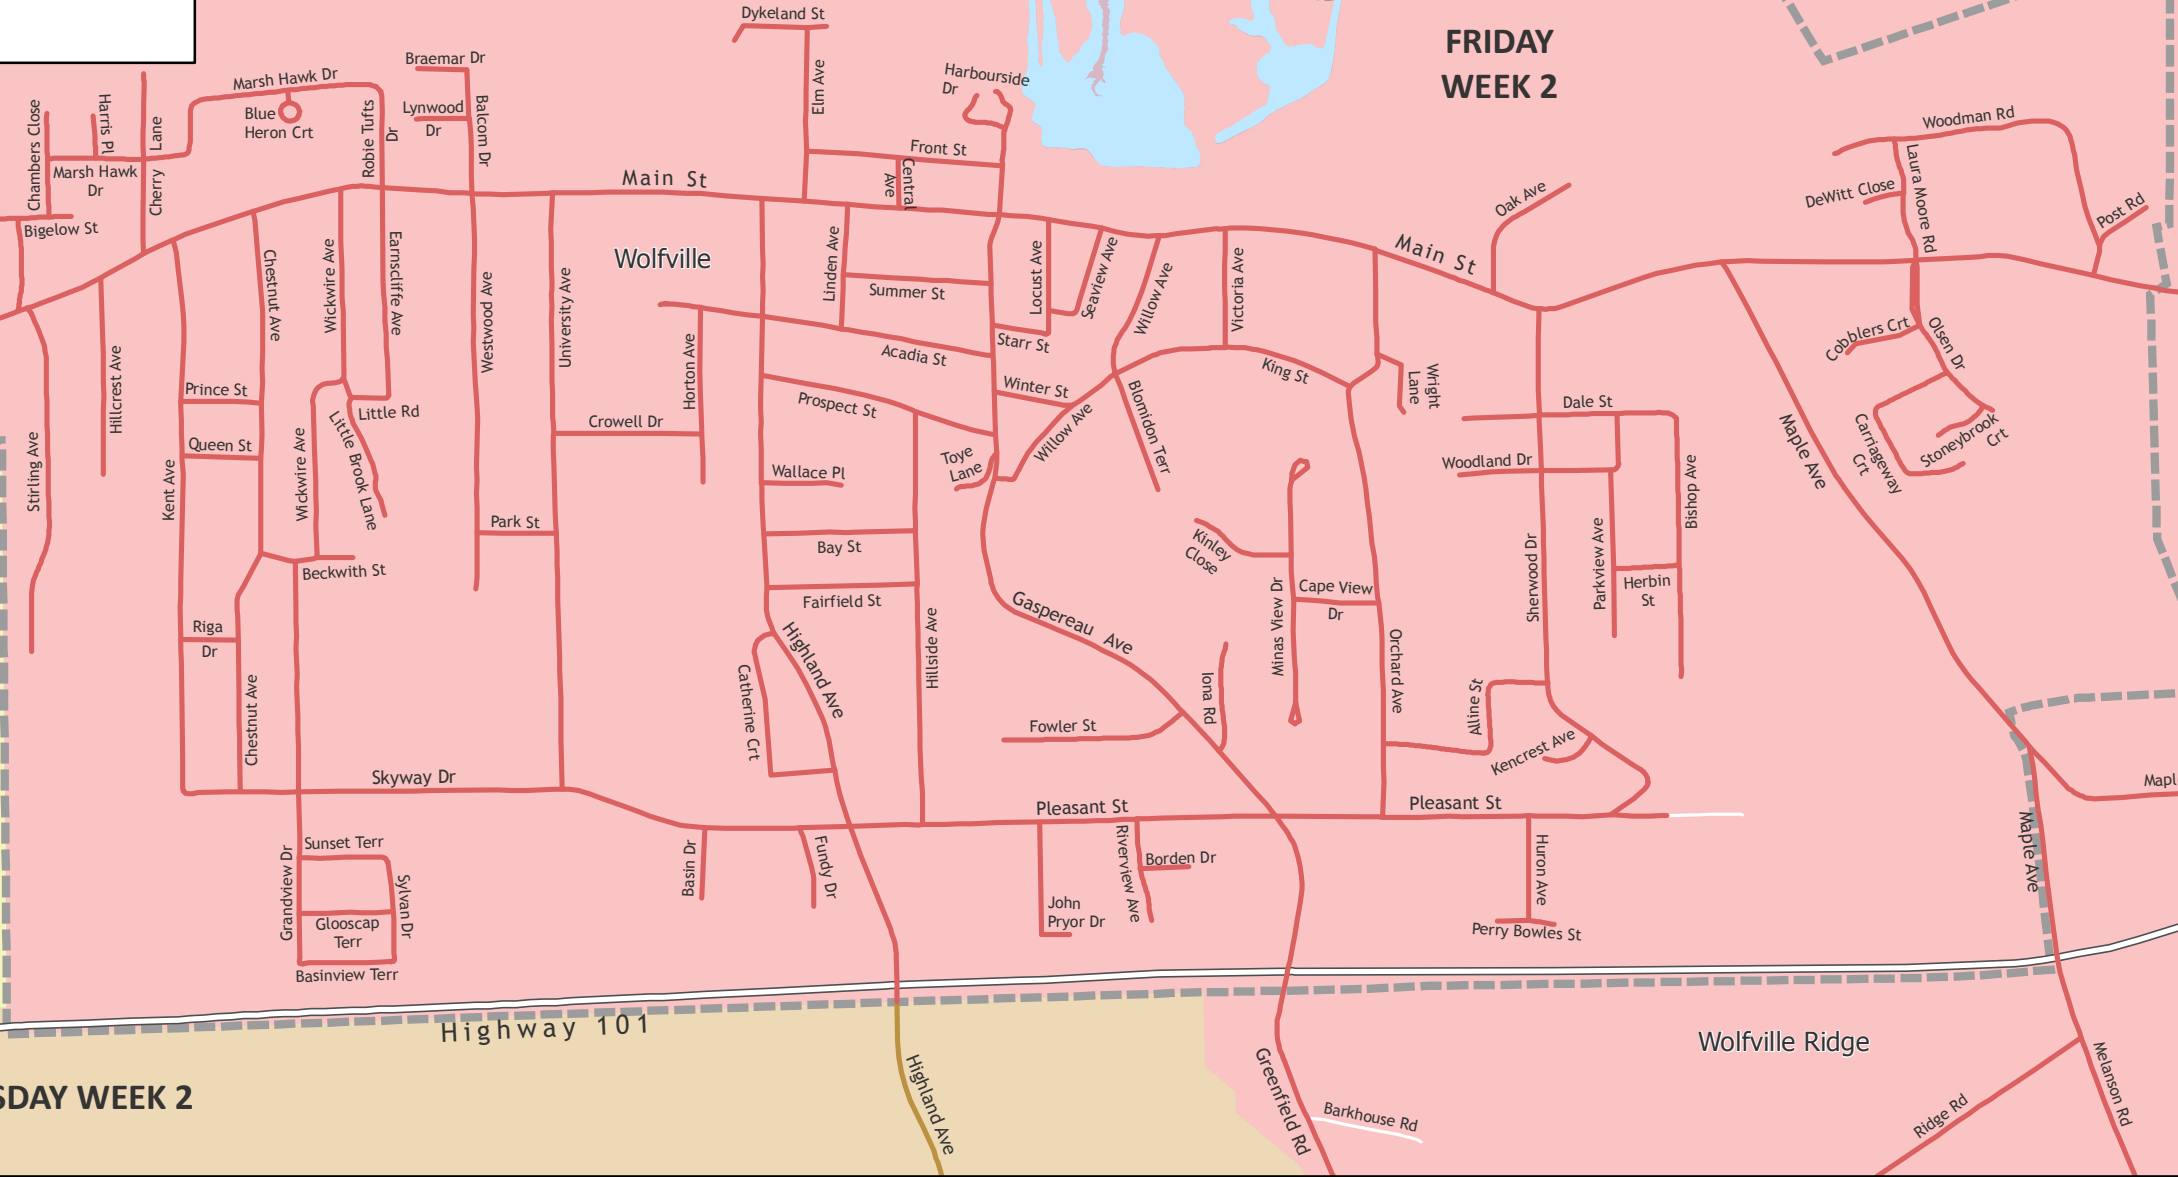 Dykeland St
FRIDAY
WEEK 2
Braemar Dr
Marsh Hawk Dr
Harbourside
Dr
Elm Ave
Blue
Heron Crt
Lynwood
Dr
Balcom Dr
Robie Tufts
Dr
Chambers Close
Harris Pl
Cherry
Lane
Marsh Hawk
Dr
Bigelow St
Front St
Central
Ave
Main St
Woodman Rd
Laura Moore Rd
DeWitt Close
Post Rd
Oak Ave
Main St
Wolfville
Chestnut Ave
Wickwire Ave
Earnscliffe Ave
Westwood Ave
University Ave
Linden Ave
Summer St
Locust Ave
Seaview Ave
Willow Ave
Victoria Ave
Hillcrest Ave
Horton Ave
Acadia St
Starr St
King St
Wright
Lane
Cobblers Crt
Olsen Dr
Prince St
Little Rd
Little Brook Lane
Prospect St
Winter St
Willow Ave
Blomidon Terr
Dale St
Maple Ave
Carriageway
Crt
Stoneybrook
Crt
Crowell Dr
Queen St
Stirling Ave
Kent Ave
Wickwire Ave
Toye
Lane
Wallace Pl
Woodland Dr
Bishop Ave
Park St
Bay St
Kinley
Close
Beckwith St
Fairfield St
Gaspereau Ave
Cape View
Dr
Minas View Dr
Sherwood Dr
Parkview Ave
Herbin
St
Riga
Dr
Highland Ave
Hillside Ave
Catherine Crt
Chestnut Ave
Iona Rd
Orchard Ave
Alline St
Fowler St
Kencrest Ave
Skyway Dr
Pleasant St
Pleasant St
Mapl
Maple Ave
Sunset Terr
Grandview Dr
Sylvan Dr
Glooscap
Terr
Basinview Terr
Basin Dr
Fundy Dr
John
Pryor Dr
Riverview Ave
Borden Dr
Huron Ave
Perry Bowles St
Highway 101
Wolfville Ridge
SDAY WEEK 2
Highland Ave
Greenfield Rd
Barkhouse Rd
Ridge Rd
Melanson Rd